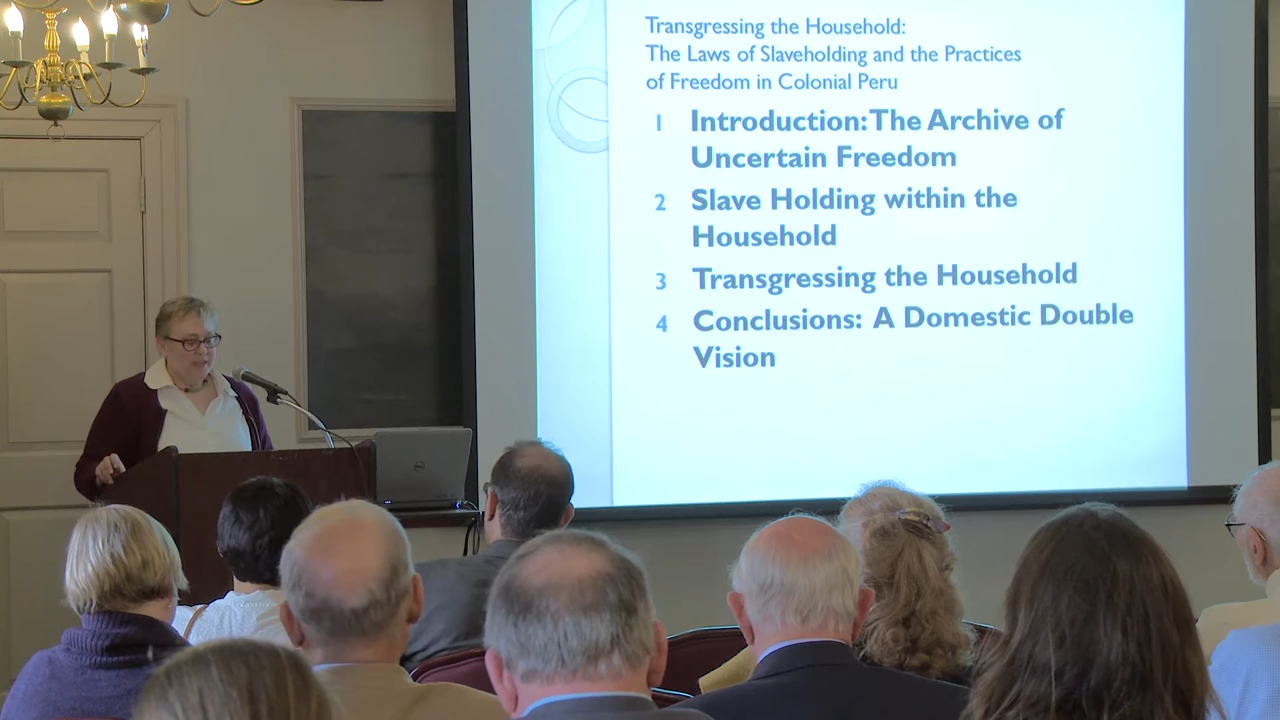 Transgressing the Household:
The Laws of Slaveholding and the Practices
of Freedom in Colonial Peru
1 Introduction: The Archive of
Uncertain Freedom
2 Slave Holding within the
Household
3 Transgressing the Household
4 Conclusions: A Domestic Double
Vision